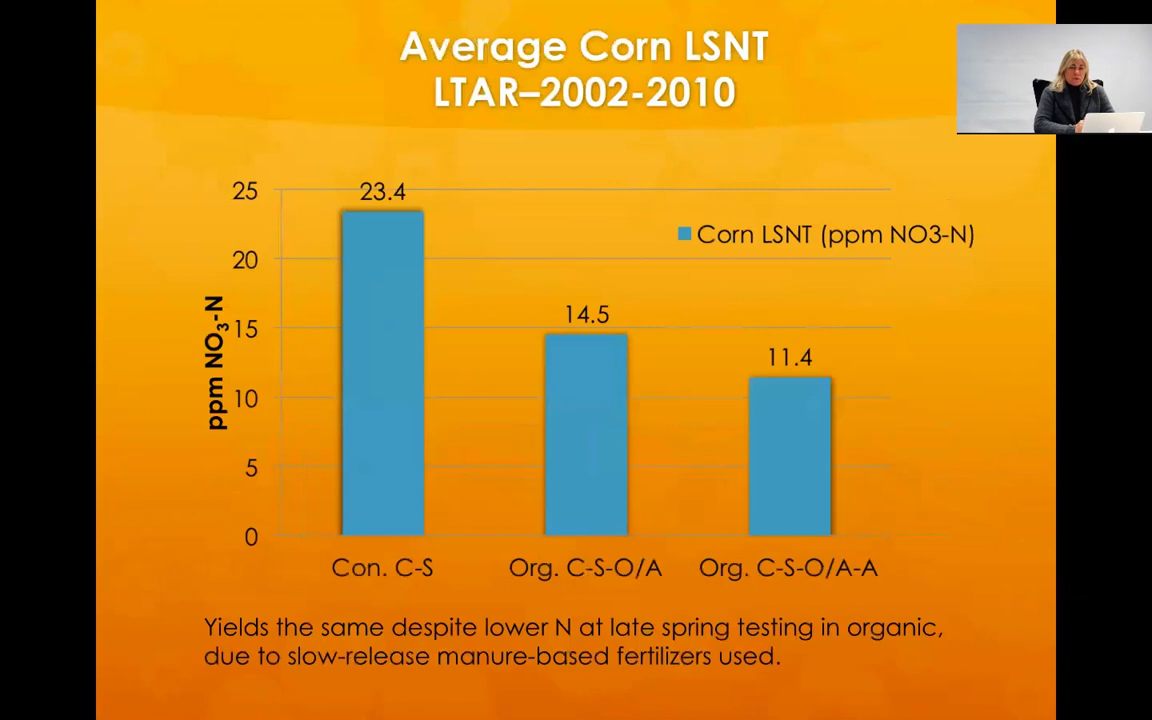 Average Corn LSNT
LTAR–2002-2010
25
20
15
10
5
0
ppm NO3-N
23.4
14.5
11.4
Corn LSNT (ppm NO3-N)
Con. C-S
Org. C-S-O/A
Org. C-S-O/A-A
Yields the same despite lower N at late spring testing in organic,
due to slow-release manure-based fertilizers used.